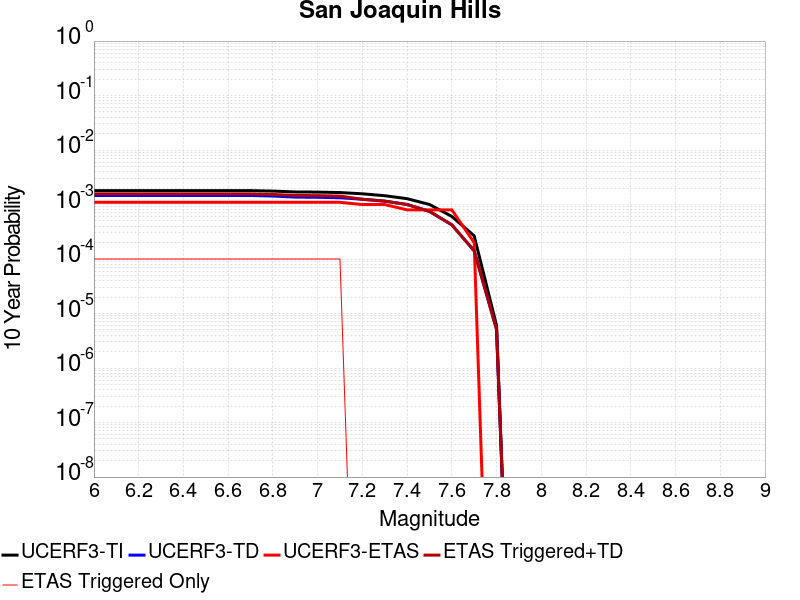 San Joaquin Hills
10^0
10^-1
10^-2
10^-3
10^-4
10^-5
10^-6
10^-7
10^-8
10 Year Probability
6 6.2 6.4 6.6 6.8 7 7.2 7.4 7.6 7.8 8 8.2 8.4 8.6 8.8 9
Magnitude
UCERF3-TI UCERF3-TD UCERF3-ETAS ETAS Triggered+TD
ETAS Triggered Only